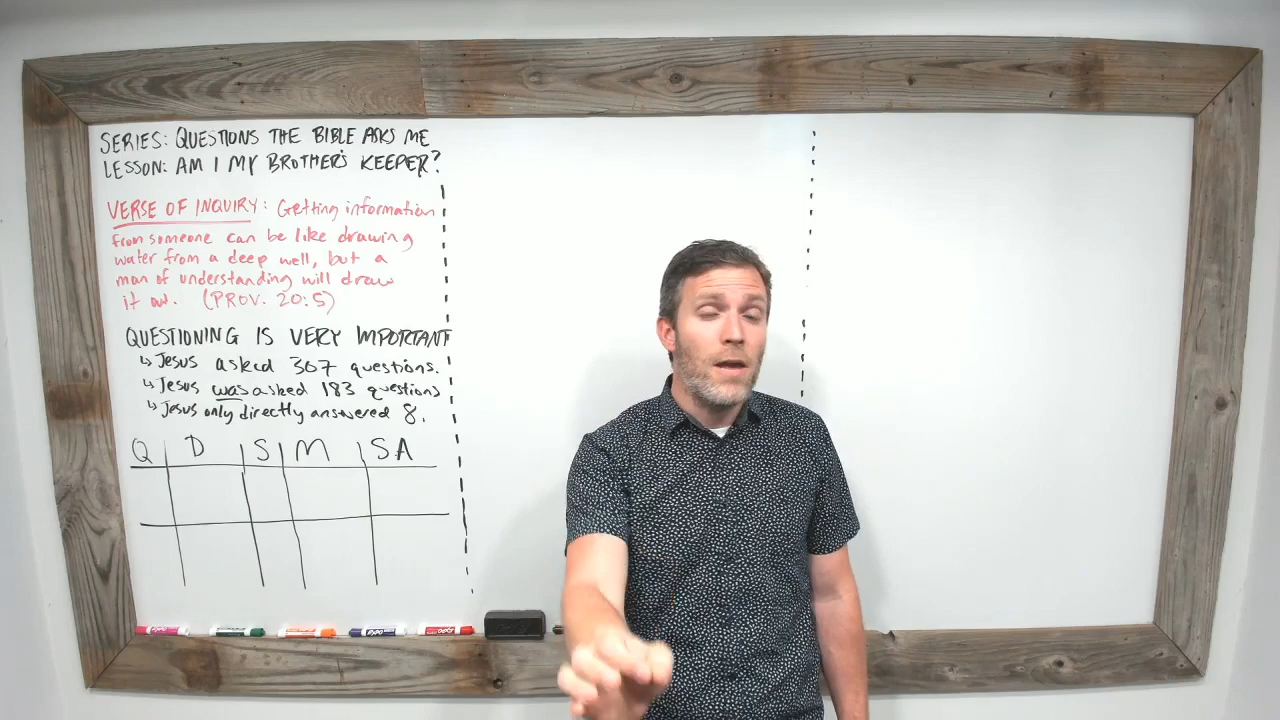 SERIES: QUESTIONS THE BIBLE ASKS ME
LESSON: AM I MY BROTHER'S KEEPER?
VERSE OF INQUIRY: Getting information
from someone can be like drawing
water from a deep well, but a
man of understanding will draw
it out. (PROV. 20:5)
QUESTIONING IS VERY IMPORTANT
↳ Jesus asked 307 questions.
↳ Jesus was asked 183 questions
↳ Jesus only directly answered 8.
Q D S M SA
EXPO